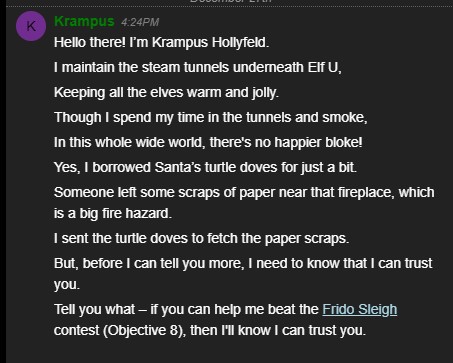 K
Krampus 4:24PM
Hello there! I'm Krampus Hollyfeld.
I maintain the steam tunnels underneath Elf U,
Keeping all the elves warm and jolly.
Though I spend my time in the tunnels and smoke,
In this whole wide world, there's no happier bloke!
Yes, I borrowed Santa's turtle doves for just a bit.
Someone left some scraps of paper near that fireplace, which
is a big fire hazard.
I sent the turtle doves to fetch the paper scraps.
But, before I can tell you more, I need to know that I can trust
you.
Tell you what – if you can help me beat the Frido Sleigh
contest (Objective 8), then I'll know I can trust you.